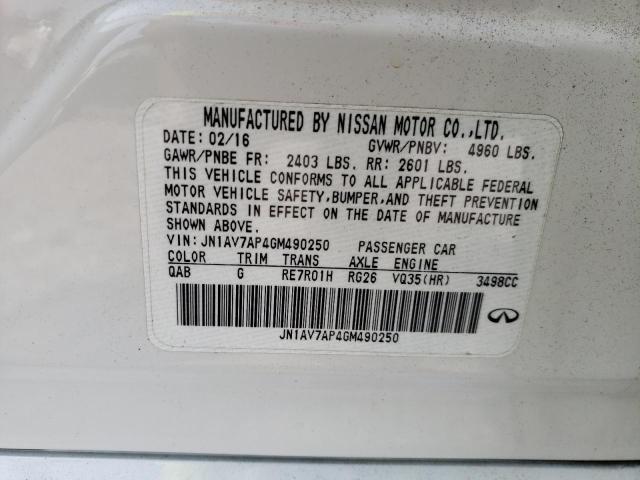 MANUFACTURED BY NISSAN MOTOR CO.,LTD.
DATE: 02/16 GVWR/PNBV: 4960 LBS.
GAWR/PNBE FR: 2403 LBS. RR: 2601 LBS.
THIS VEHICLE CONFORMS TO ALL APPLICABLE FEDERAL
MOTOR VEHICLE SAFETY,BUMPER,AND THEFT PREVENTION
STANDARDS IN EFFECT ON THE DATE OF MANUFACTURE
SHOWN ABOVE.
VIN: JN1AV7AP4GM490250 PASSENGER CAR
COLOR TRIM TRANS AXLE ENGINE
QAB G RE7R01H RG26 VQ35(HR) 3498CC
JN1AV7AP4GM490250